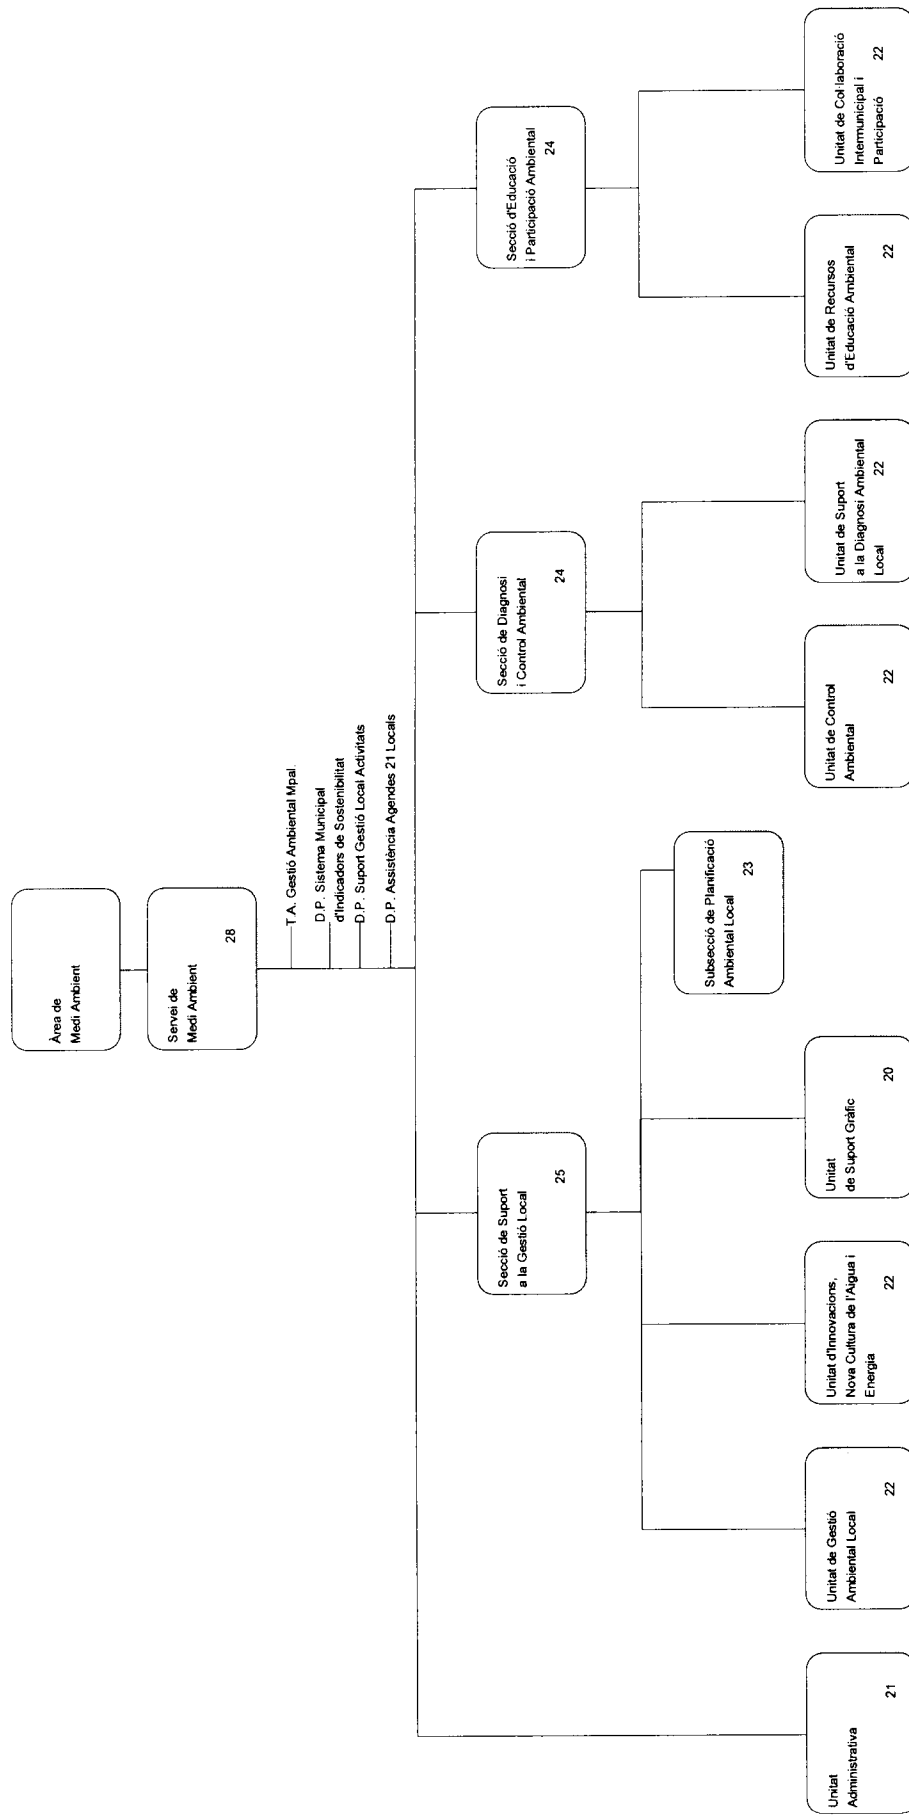 Àrea de
Medi Ambient
Servei de
Medi Ambient
28
T.A. Gestió Ambiental Mpal.
D.P. Sistema Municipal
d'Indicadors de Sostenibilitat
D.P. Suport Gestió Local Activitats
D.P. Assistència Agendes 21 Locals
Secció de Suport
a la Gestió Local
25
Secció de Diagnosi
i Control Ambiental
24
Secció d'Educació
i Participació Ambiental
24
Subsecció de Planificació
Ambiental Local
23
Unitat
Administrativa
21
Unitat de Gestió
Ambiental Local
22
Unitat d'Innovacions,
Nova Cultura de l'Aigua i
Energia
22
Unitat
de Suport Gràfic
20
Unitat de Control
Ambiental
22
Unitat de Suport
a la Diagnosi Ambiental
Local
22
Unitat de Recursos
d'Educació Ambiental
22
Unitat de Col·laboració
Intermunicipal i
Participació
22